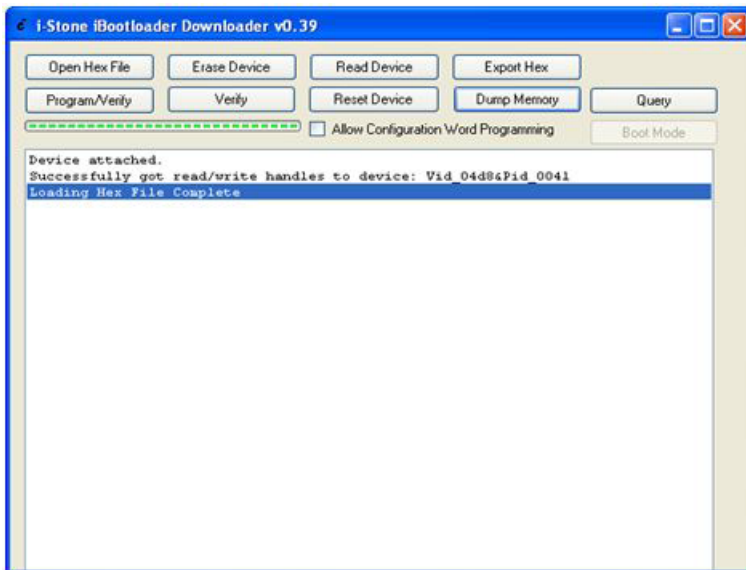 i-Stone iBootloader Downloader v0.39
Open Hex File Erase Device Read Device Export Hex
Program/Verify Verify Reset Device Dump Memory Query
Allow Configuration Word Programming Boot Mode
Device attached.
Successfully got read/write handles to device: Vid_04d8&Pid_0041
Loading Hex File Complete